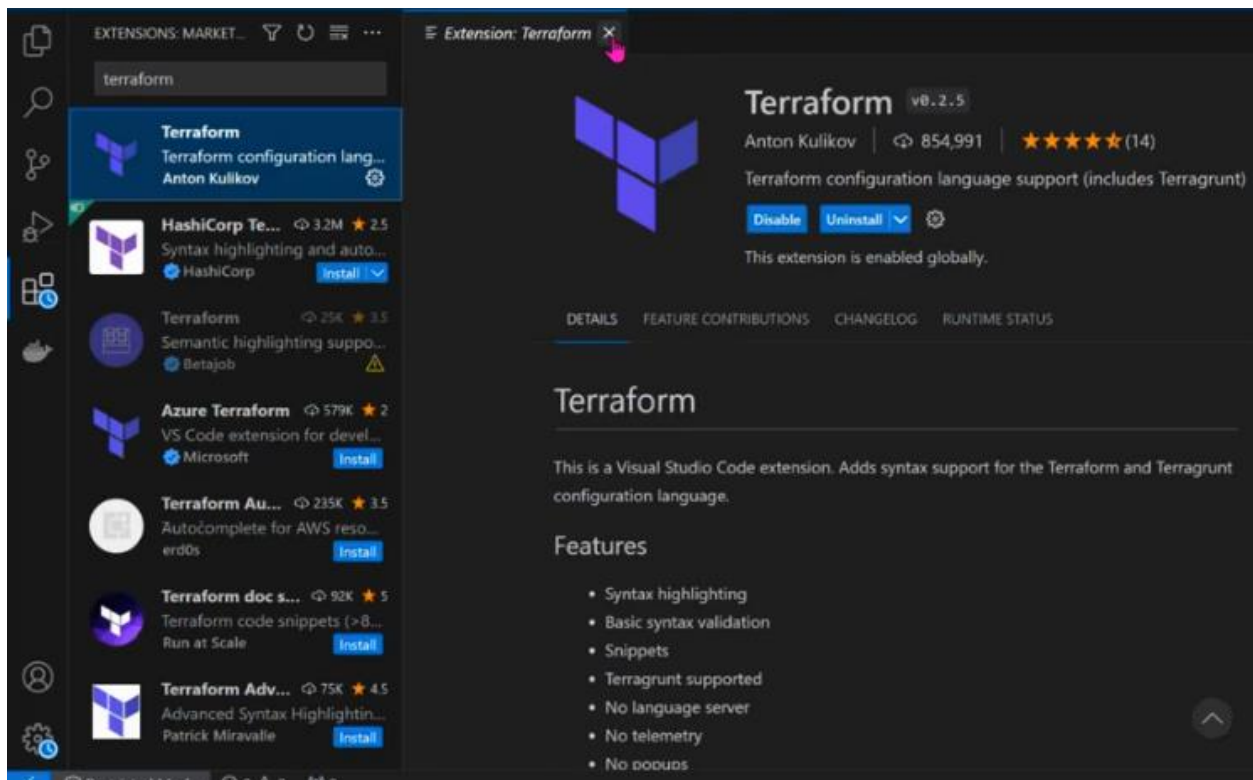 EXTENSIONS: MARKET...
terraform
Terraform
Terraform configuration lang...
Anton Kulikov
HashiCorp Te... 3.2M ★ 2.5
Syntax highlighting and auto...
HashiCorp Install
Terraform 25K ★ 3.5
Semantic highlighting suppo...
Betajob
Azure Terraform 579K ★ 2
VS Code extension for devel...
Microsoft Install
Terraform Au... 235K ★ 3.5
Autocomplete for AWS reso...
erd0s Install
Terraform doc s... 92K ★ 5
Terraform code snippets (>8...
Run at Scale Install
Terraform Adv... 75K ★ 4.5
Advanced Syntax Highlightin...
Patrick Miravalle Install
Extension: Terraform
Terraform v0.2.5
Anton Kulikov | 854,991 | (14)
Terraform configuration language support (includes Terragrunt)
Disable Uninstall
This extension is enabled globally.
DETAILS FEATURE CONTRIBUTIONS CHANGELOG RUNTIME STATUS
Terraform
This is a Visual Studio Code extension. Adds syntax support for the Terraform and Terragrunt
configuration language.
Features
• Syntax highlighting
• Basic syntax validation
• Snippets
• Terragrunt supported
• No language server
• No telemetry
• No popups